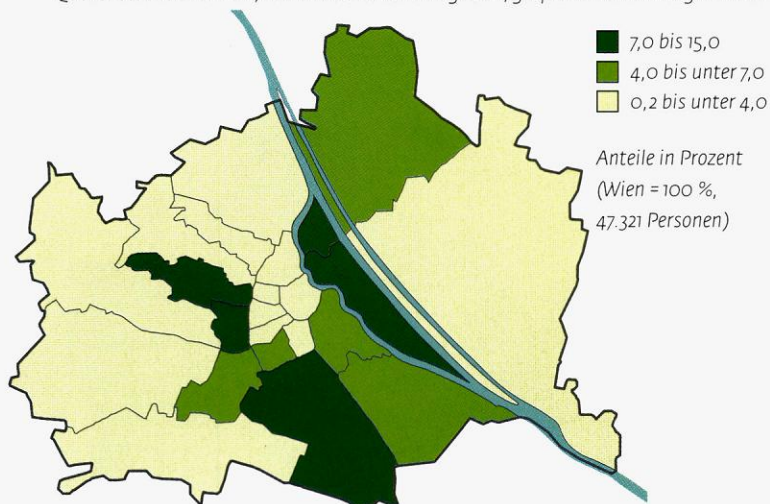 7,0 bis 15,0
4,0 bis unter 7,0
0,2 bis unter 4,0
Anteile in Prozent
(Wien = 100 %,
47.321 Personen)